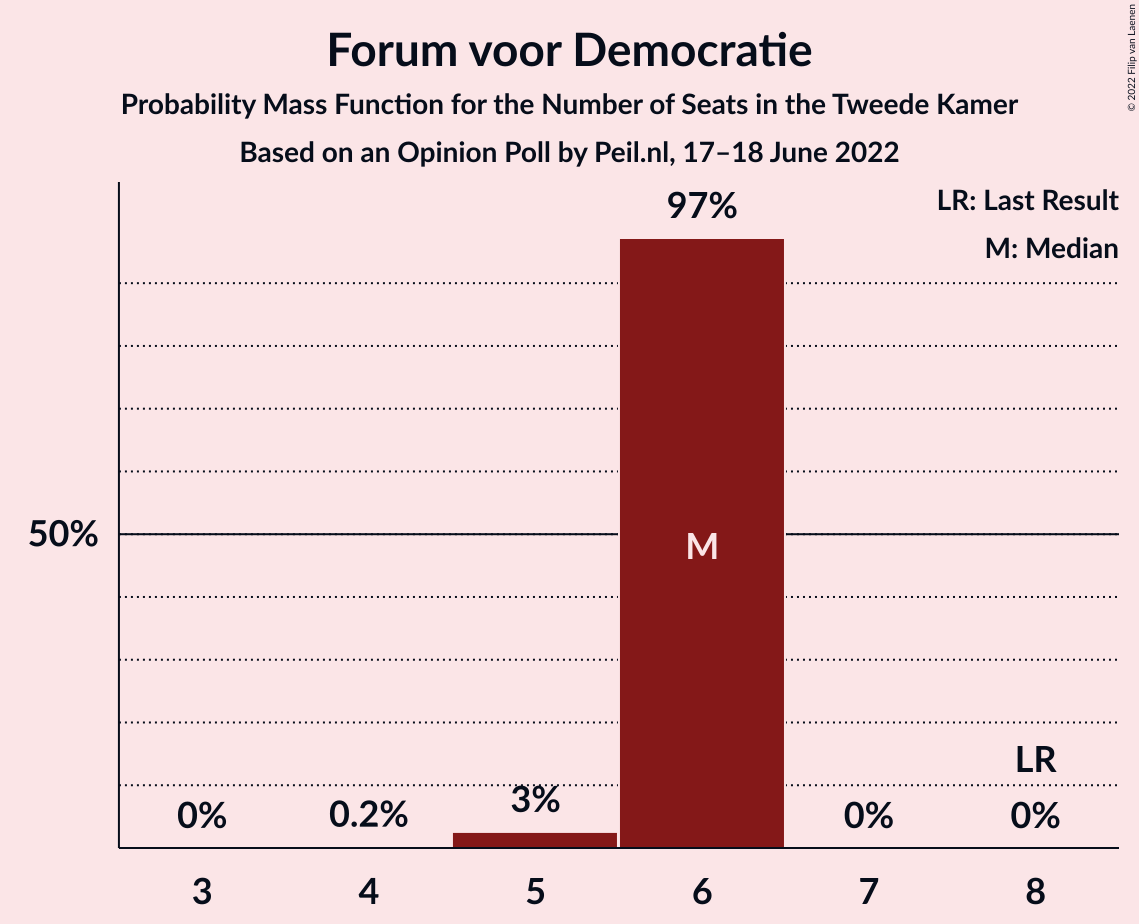 Forum voor Democratie
Probability Mass Function for the Number of Seats in the Tweede Kamer
Based on an Opinion Poll by Peil.nl, 17–18 June 2022
© 2022 Filip van Laenen
LR: Last Result
M: Median
97%
50%
M
LR
0%
0.2%
3%
0%
0%
3
4
5
6
7
8